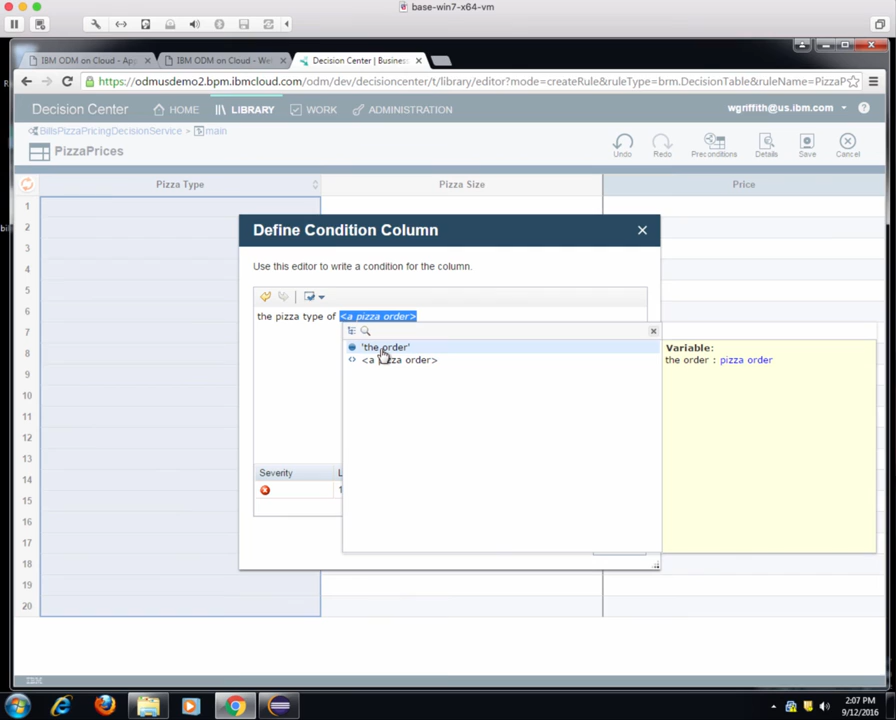 base-win7-x64-vm
IBM ODM on Cloud - App
IBM ODM on Cloud - Wel
Decision Center | Business
https://odmusdemo2.bpm.ibmcloud.com/odm/dev/decisioncenter/t/library/editor?mode=createRule&ruleType=brm.DecisionTable&ruleName=PizzaP
Decision Center HOME LIBRARY WORK ADMINISTRATION wgriffith@us.ibm.com
BillsPizzaPricingDecisionService > main
PizzaPrices
Undo Redo Preconditions Details Save Cancel
Pizza Type Pizza Size Price
1
2
3
4
5
6
7
8
9
10
11
12
13
14
15
16
17
18
19
20
Define Condition Column
Use this editor to write a condition for the column.
the pizza type of <a pizza order>
'the order'
<a pizza order>
Variable:
the order : pizza order
Severity L
1
IBM
2:07 PM
9/12/2016